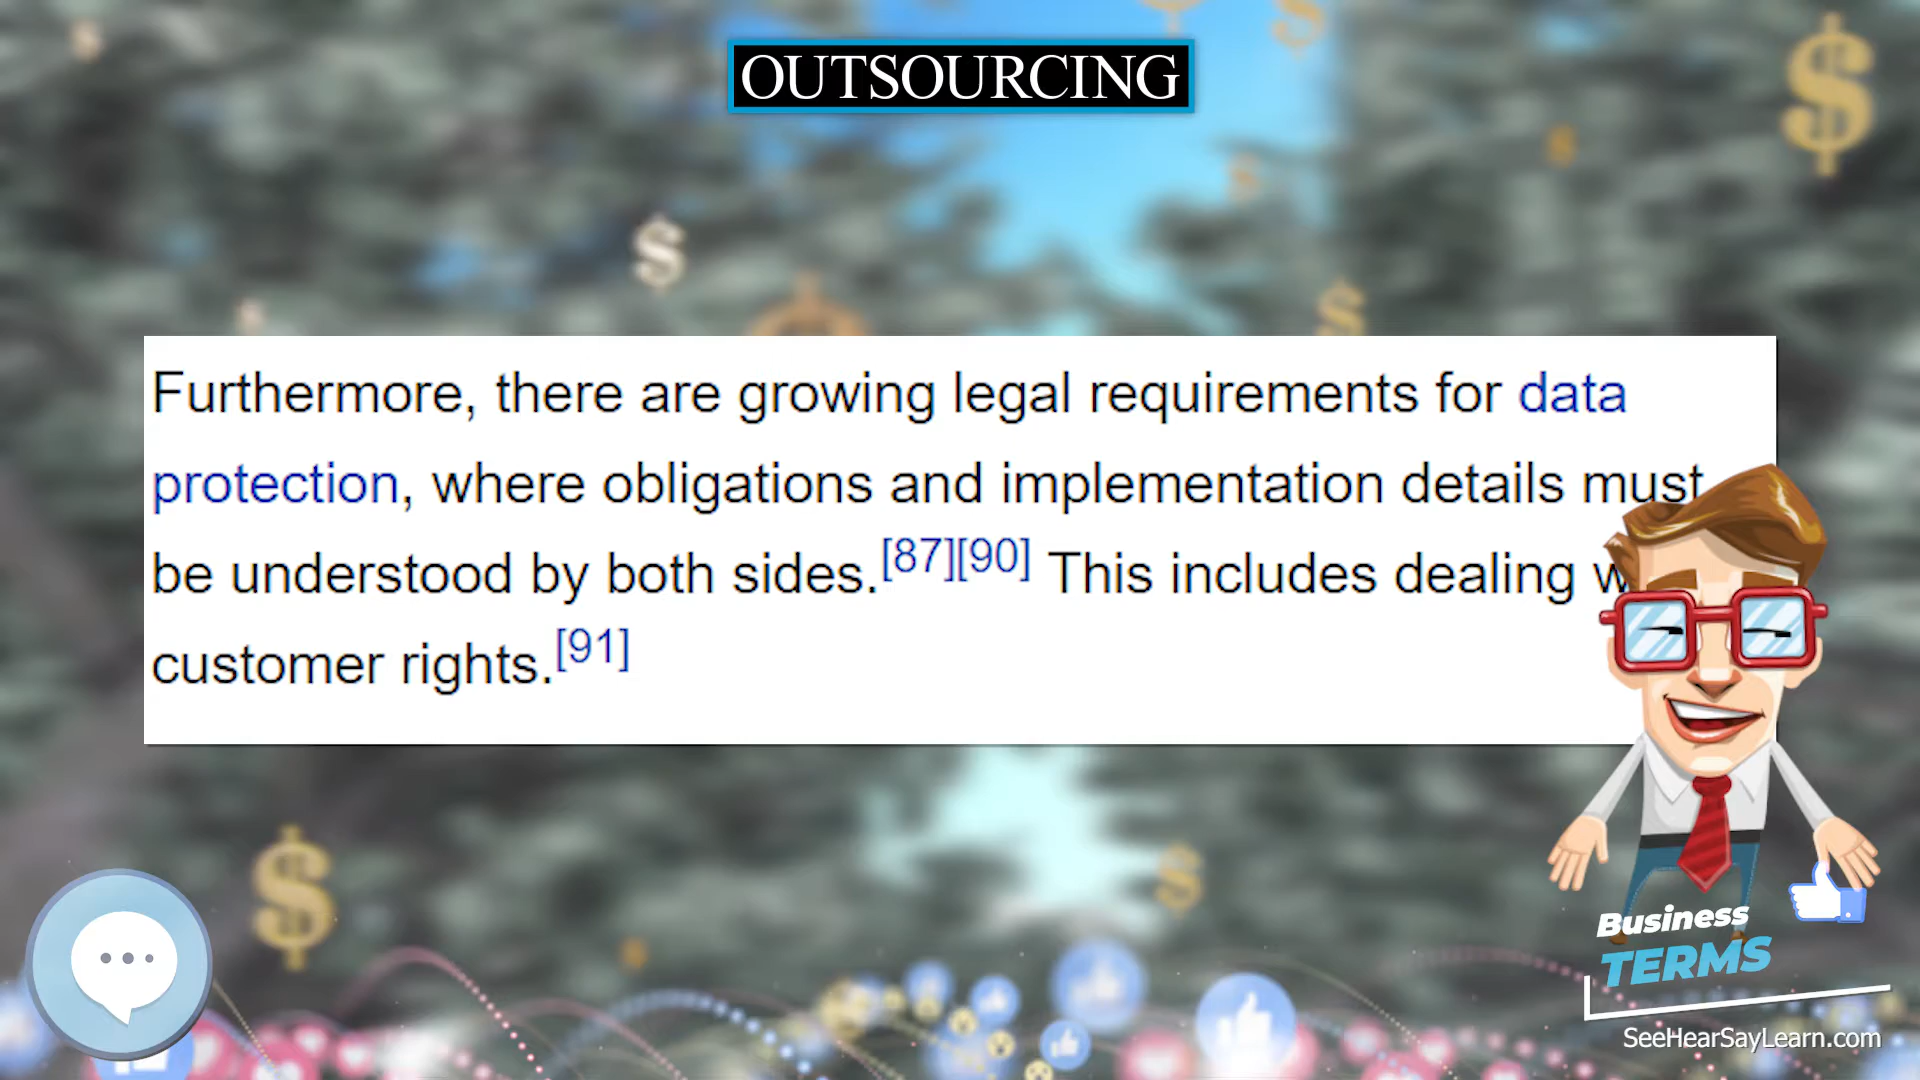 OUTSOURCING
Furthermore, there are growing legal requirements for data
protection, where obligations and implementation details must
be understood by both sides.[87][90] This includes dealing
customer rights.[91]
Business
TERMS
SeeHearSayLearn.com